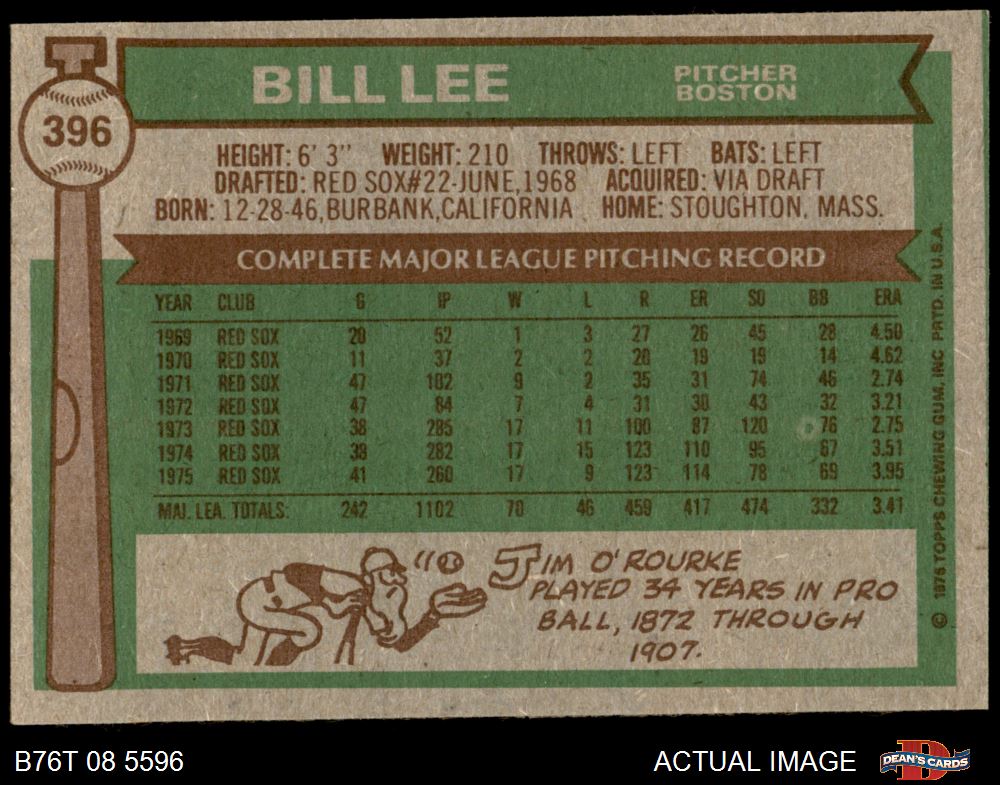 BILL LEE
PITCHER
BOSTON
396
HEIGHT: 6' 3" WEIGHT: 210 THROWS: LEFT BATS: LEFT
DRAFTED: RED SOX#22-JUNE,1968 ACQUIRED: VIA DRAFT
BORN: 12-28-46, BURBANK, CALIFORNIA HOME: STOUGHTON, MASS.
COMPLETE MAJOR LEAGUE PITCHING RECORD
YEAR CLUB G IP W L R ER SO BB ERA
1969 RED SOX 20 52 1 3 27 26 45 28 4.50
1970 RED SOX 11 37 2 2 20 19 19 14 4.62
1971 RED SOX 47 102 9 2 35 31 74 46 2.74
1972 RED SOX 47 84 7 4 31 30 43 32 3.21
1973 RED SOX 38 285 17 11 100 87 120 76 2.75
1974 RED SOX 38 282 17 15 123 110 95 67 3.51
1975 RED SOX 41 260 17 9 123 114 78 69 3.95
MAJ. LEA. TOTALS: 242 1102 70 46 459 417 474 332 3.41
JIM O'ROURKE
PLAYED 34 YEARS IN PRO
BALL, 1872 THROUGH
1907.
© 1976 TOPPS CHEWING GUM, INC PRTD. IN U.S.A.
B76T 08 5596
ACTUAL IMAGE
DEAN'S CARDS